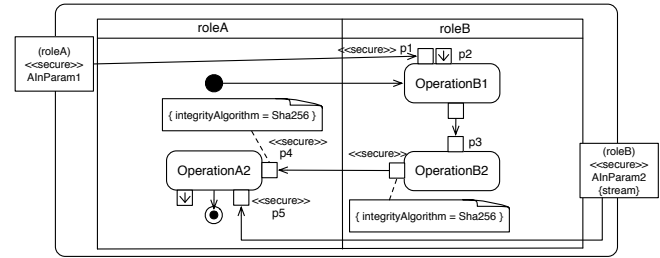 roleA
roleB
(roleA)
<<secure>>
AInParam1
<<secure>> p1
p2
OperationB1
{ integrityAlgorithm = Sha256 }
<<secure>>
p4
p3
OperationA2
<<secure>>
OperationB2
(roleB)
<<secure>>
AInParam2
{stream}
<<secure>>
p5
{ integrityAlgorithm = Sha256 }